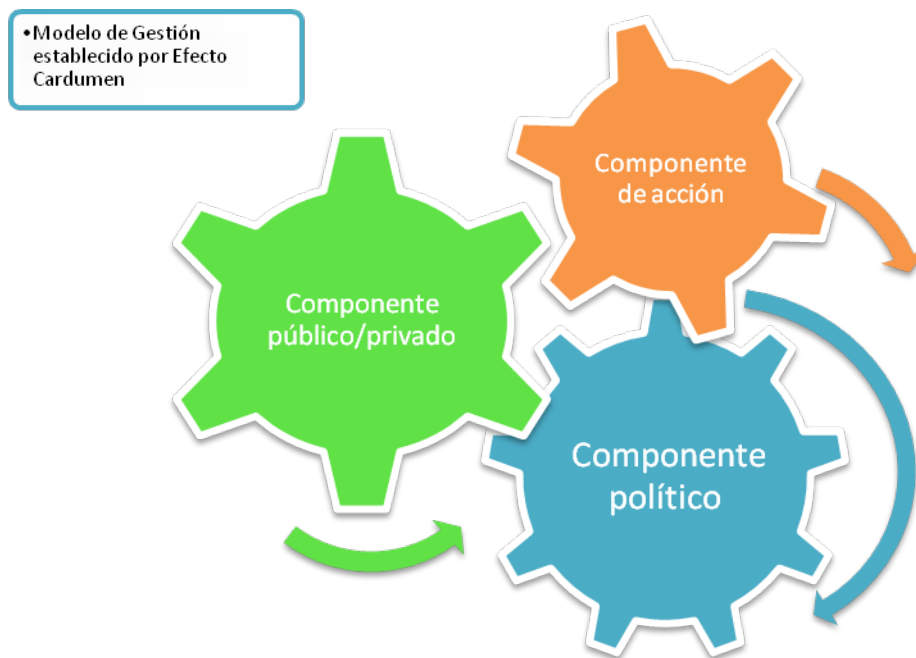 •Modelo de Gestión
establecido por Efecto
Cardumen
Componente
de acción
Componente
público/privado
Componente
político